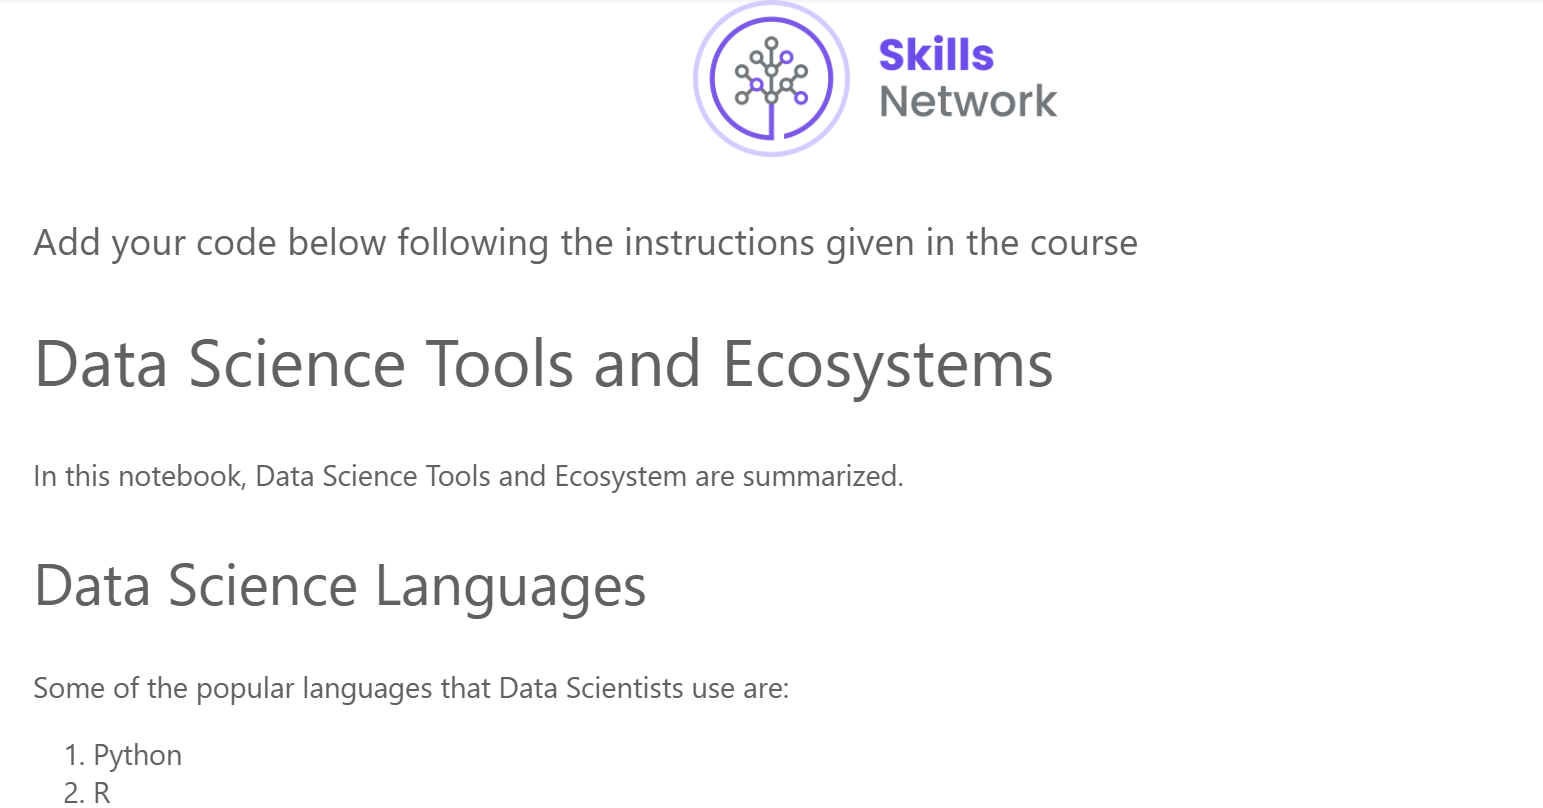 Skills
Network
Add your code below following the instructions given in the course
Data Science Tools and Ecosystems
In this notebook, Data Science Tools and Ecosystem are summarized.
Data Science Languages
Some of the popular languages that Data Scientists use are:
1. Python
2. R